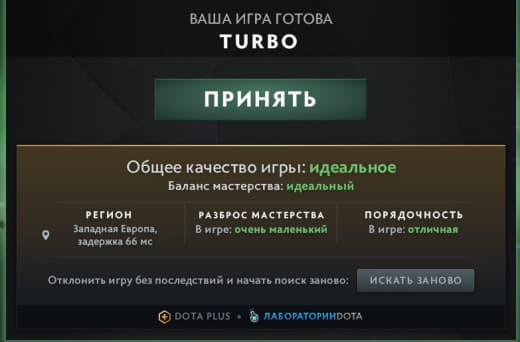 ВАША ИГРА ГОТОВА
TURBO
ПРИНЯТЬ
Общее качество игры: идеальное
Баланс мастерства: идеальный
РЕГИОН
Западная Европа,
задержка 66 мс
РАЗБРОС МАСТЕРСТВА
В игре: очень маленький
ПОРЯДОЧНОСТЬ
В игре: отличная
Отклонить игру без последствий и начать поиск заново: ИСКАТЬ ЗАНОВО
DOTA PLUS • ЛАБОРАТОРИИDOTA